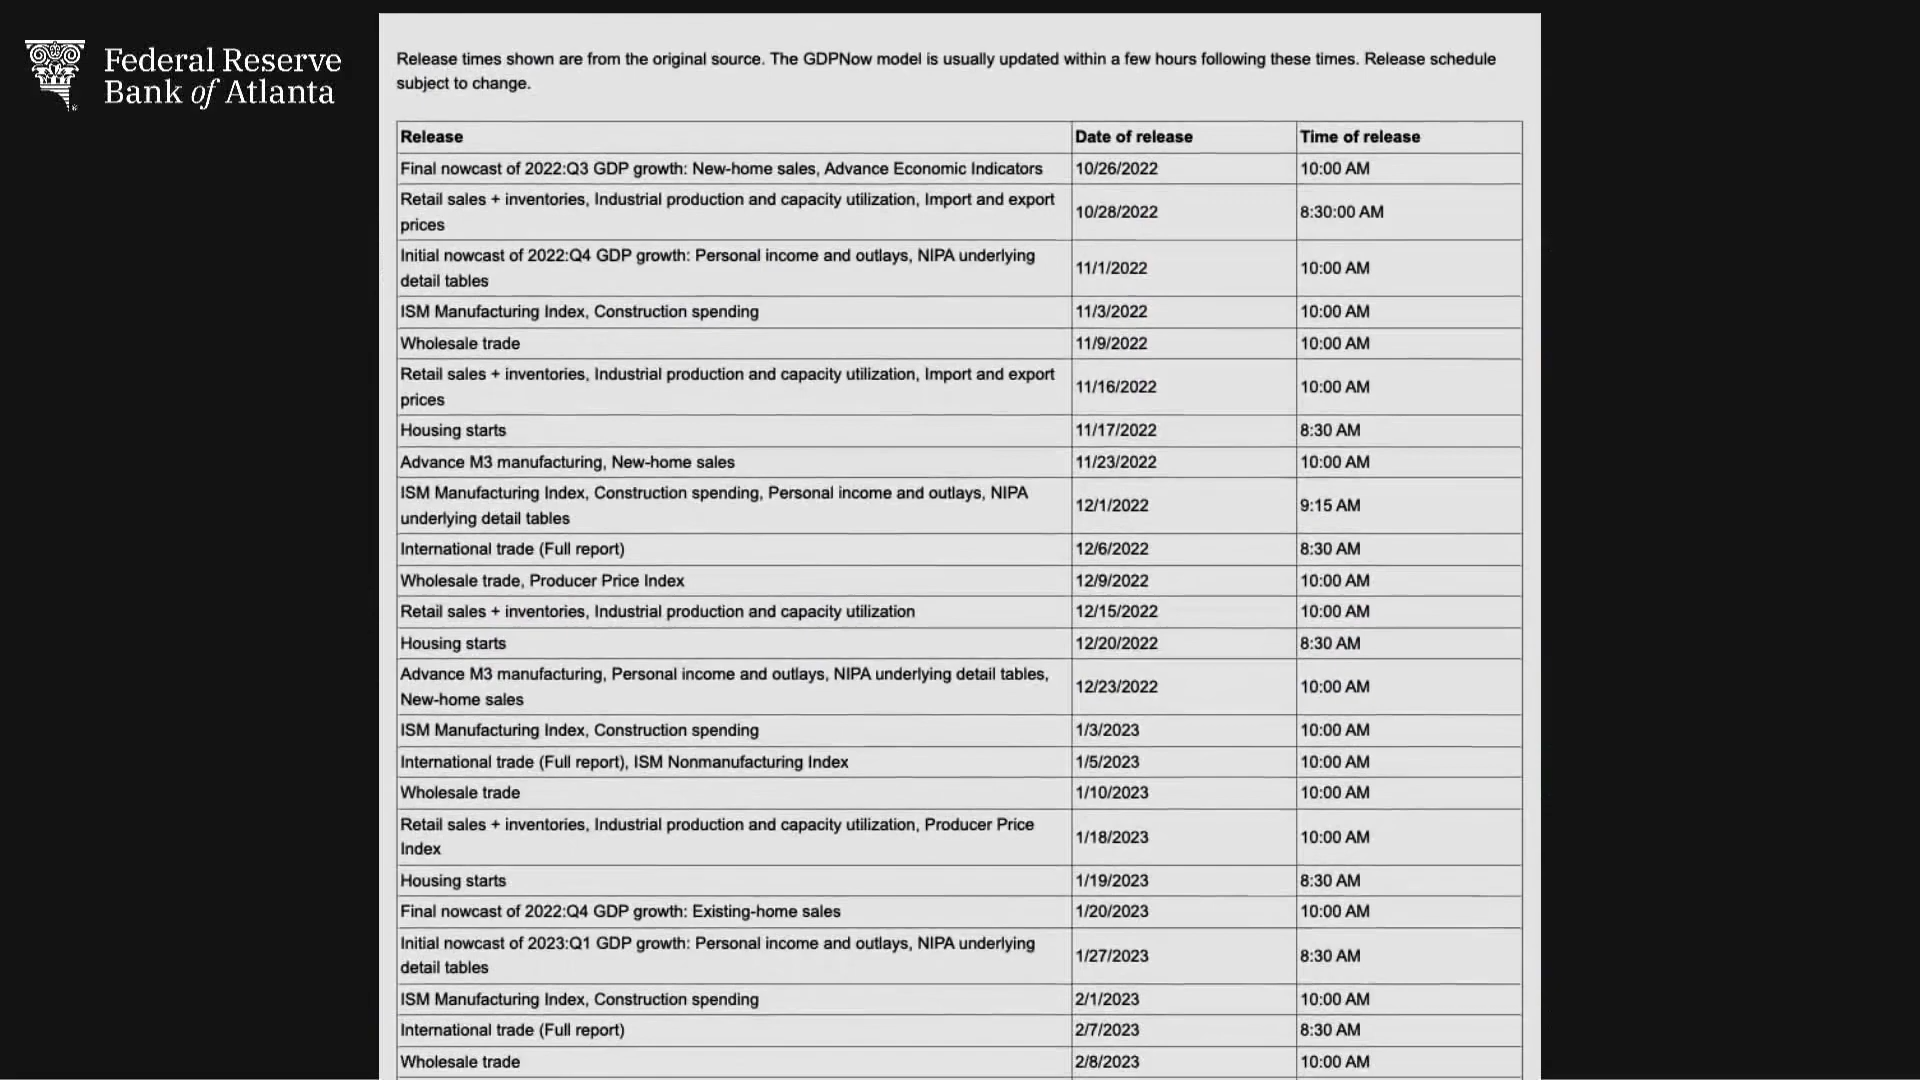 Federal Reserve
Bank of Atlanta
Release times shown are from the original source. The GDPNow model is usually updated within a few hours following these times. Release schedule
subject to change.
Release Date of release Time of release
Final nowcast of 2022:Q3 GDP growth: New-home sales, Advance Economic Indicators 10/26/2022 10:00 AM
Retail sales + inventories, Industrial production and capacity utilization, Import and export
prices 10/28/2022 8:30:00 AM
Initial nowcast of 2022:Q4 GDP growth: Personal income and outlays, NIPA underlying
detail tables 11/1/2022 10:00 AM
ISM Manufacturing Index, Construction spending 11/3/2022 10:00 AM
Wholesale trade 11/9/2022 10:00 AM
Retail sales + inventories, Industrial production and capacity utilization, Import and export
prices 11/16/2022 10:00 AM
Housing starts 11/17/2022 8:30 AM
Advance M3 manufacturing, New-home sales 11/23/2022 10:00 AM
ISM Manufacturing Index, Construction spending, Personal income and outlays, NIPA
underlying detail tables 12/1/2022 9:15 AM
International trade (Full report) 12/6/2022 8:30 AM
Wholesale trade, Producer Price Index 12/9/2022 10:00 AM
Retail sales + inventories, Industrial production and capacity utilization 12/15/2022 10:00 AM
Housing starts 12/20/2022 8:30 AM
Advance M3 manufacturing, Personal income and outlays, NIPA underlying detail tables,
New-home sales 12/23/2022 10:00 AM
ISM Manufacturing Index, Construction spending 1/3/2023 10:00 AM
International trade (Full report), ISM Nonmanufacturing Index 1/5/2023 10:00 AM
Wholesale trade 1/10/2023 10:00 AM
Retail sales + inventories, Industrial production and capacity utilization, Producer Price
Index 1/18/2023 10:00 AM
Housing starts 1/19/2023 8:30 AM
Final nowcast of 2022:Q4 GDP growth: Existing-home sales 1/20/2023 10:00 AM
Initial nowcast of 2023:Q1 GDP growth: Personal income and outlays, NIPA underlying
detail tables 1/27/2023 8:30 AM
ISM Manufacturing Index, Construction spending 2/1/2023 10:00 AM
International trade (Full report) 2/7/2023 8:30 AM
Wholesale trade 2/8/2023 10:00 AM